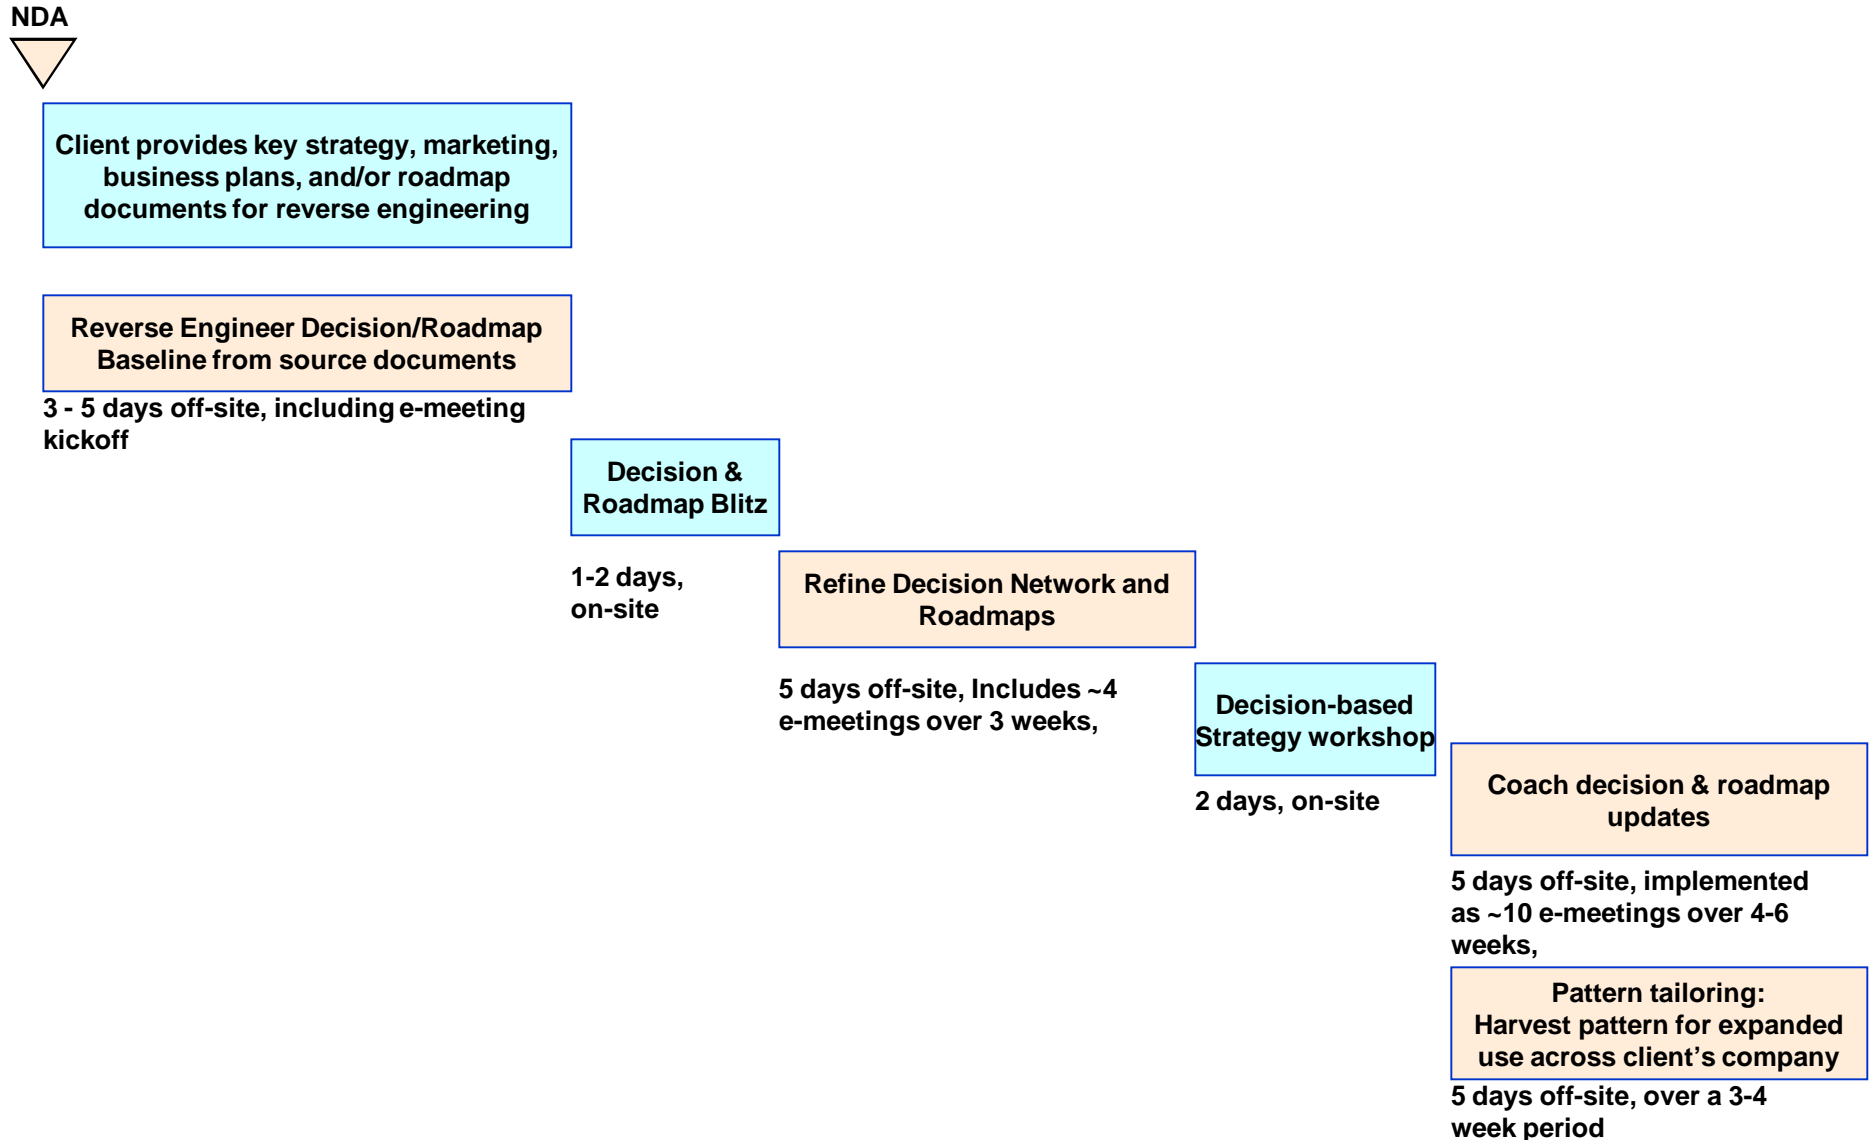 NDA
Client provides key strategy, marketing,
business plans, and/or roadmap
documents for reverse engineering
Reverse Engineer Decision/Roadmap
Baseline from source documents
3 - 5 days off-site, including e-meeting
kickoff
Decision &
Roadmap Blitz
1-2 days,
on-site
Refine Decision Network and
Roadmaps
5 days off-site, Includes ~4
e-meetings over 3 weeks,
Decision-based
Strategy workshop
2 days, on-site
Coach decision & roadmap
updates
5 days off-site, implemented
as ~10 e-meetings over 4-6
weeks,
Pattern tailoring:
Harvest pattern for expanded
use across client’s company
5 days off-site, over a 3-4
week period